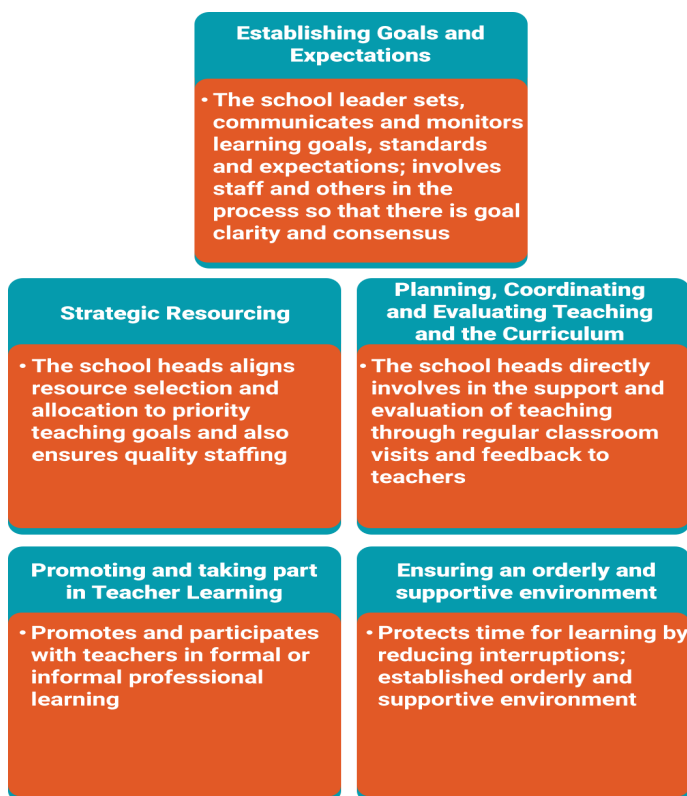 Establishing Goals and
Expectations
• The school leader sets,
communicates and monitors
learning goals, standards
and expectations; involves
staff and others in the
process so that there is goal
clarity and consensus
Strategic Resourcing
• The school heads aligns
resource selection and
allocation to priority
teaching goals and also
ensures quality staffing
Planning, Coordinating
and Evaluating Teaching
and the Curriculum
• The school heads directly
involves in the support and
evaluation of teaching
through regular classroom
visits and feedback to
teachers
Promoting and taking part
in Teacher Learning
• Promotes and participates
with teachers in formal or
informal professional
learning
Ensuring an orderly and
supportive environment
• Protects time for learning by
reducing interruptions;
established orderly and
supportive environment